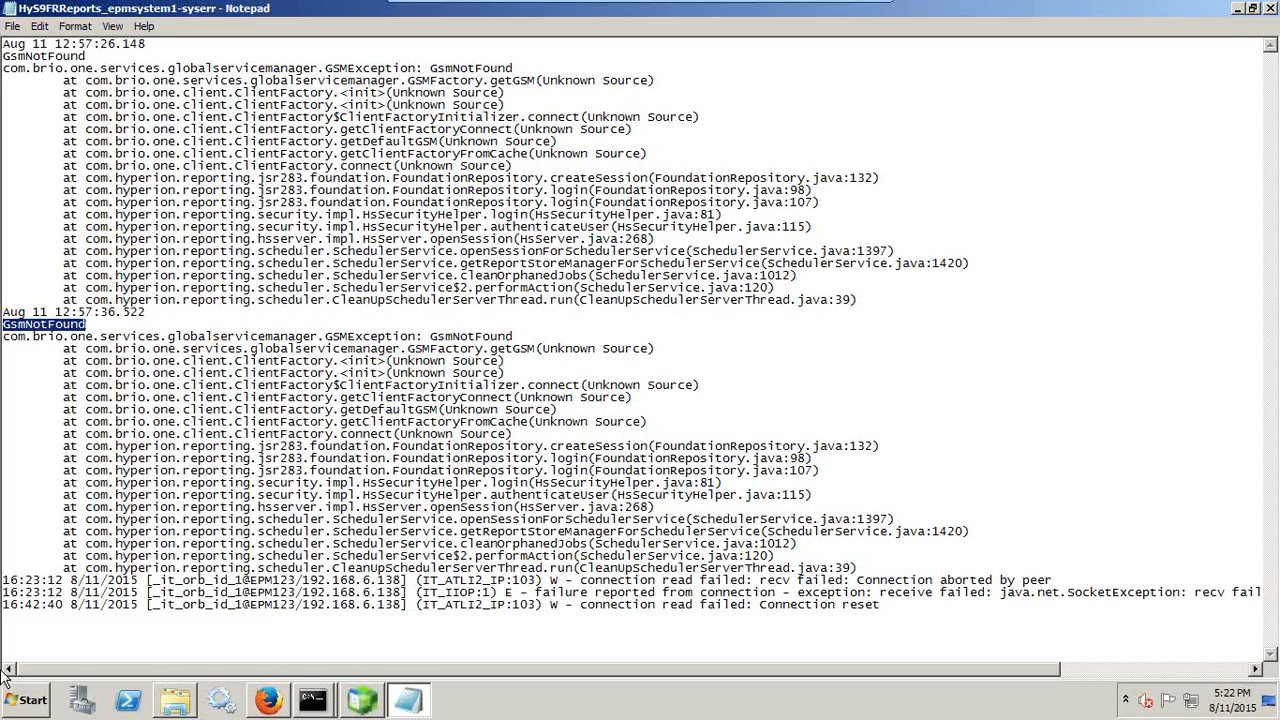 HyS9FRReports_epmsystem1-syserr - Notepad
File Edit Format View Help
Aug 11 12:57:26.148
GsmNotFound
com.brio.one.services.globalservicemanager.GSMException: GsmNotFound
at com.brio.one.services.globalservicemanager.GSMFactory.getGSM(Unknown Source)
at com.brio.one.client.ClientFactory.<init>(Unknown Source)
at com.brio.one.client.ClientFactory.<init>(Unknown Source)
at com.brio.one.client.ClientFactory$ClientFactoryInitializer.connect(Unknown Source)
at com.brio.one.client.ClientFactory.getClientFactoryConnect(Unknown Source)
at com.brio.one.client.ClientFactory.getDefaultGSM(Unknown Source)
at com.brio.one.client.ClientFactory.getClientFactoryFromCache(Unknown Source)
at com.brio.one.client.ClientFactory.connect(Unknown Source)
at com.hyperion.reporting.jsr283.foundation.FoundationRepository.createSession(FoundationRepository.java:132)
at com.hyperion.reporting.jsr283.foundation.FoundationRepository.login(FoundationRepository.java:98)
at com.hyperion.reporting.jsr283.foundation.FoundationRepository.login(FoundationRepository.java:107)
at com.hyperion.reporting.security.impl.HsSecurityHelper.login(HsSecurityHelper.java:81)
at com.hyperion.reporting.security.impl.HsSecurityHelper.authenticateUser(HsSecurityHelper.java:115)
at com.hyperion.reporting.hsserver.impl.HsServer.openSession(HsServer.java:268)
at com.hyperion.reporting.scheduler.SchedulerService.openSessionForSchedulerService(SchedulerService.java:1397)
at com.hyperion.reporting.scheduler.SchedulerService.getReportStoreManagerForSchedulerService(SchedulerService.java:1420)
at com.hyperion.reporting.scheduler.SchedulerService.cleanOrphanedJobs(SchedulerService.java:1012)
at com.hyperion.reporting.scheduler.SchedulerService$2.performAction(SchedulerService.java:120)
at com.hyperion.reporting.scheduler.CleanUpSchedulerServerThread.run(CleanUpSchedulerServerThread.java:39)
Aug 11 12:57:36.522
GsmNotFound
com.brio.one.services.globalservicemanager.GSMException: GsmNotFound
at com.brio.one.services.globalservicemanager.GSMFactory.getGSM(Unknown Source)
at com.brio.one.client.ClientFactory.<init>(Unknown Source)
at com.brio.one.client.ClientFactory.<init>(Unknown Source)
at com.brio.one.client.ClientFactory$ClientFactoryInitializer.connect(Unknown Source)
at com.brio.one.client.ClientFactory.getClientFactoryConnect(Unknown Source)
at com.brio.one.client.ClientFactory.getDefaultGSM(Unknown Source)
at com.brio.one.client.ClientFactory.getClientFactoryFromCache(Unknown Source)
at com.brio.one.client.ClientFactory.connect(Unknown Source)
at com.hyperion.reporting.jsr283.foundation.FoundationRepository.createSession(FoundationRepository.java:132)
at com.hyperion.reporting.jsr283.foundation.FoundationRepository.login(FoundationRepository.java:98)
at com.hyperion.reporting.jsr283.foundation.FoundationRepository.login(FoundationRepository.java:107)
at com.hyperion.reporting.security.impl.HsSecurityHelper.login(HsSecurityHelper.java:81)
at com.hyperion.reporting.security.impl.HsSecurityHelper.authenticateUser(HsSecurityHelper.java:115)
at com.hyperion.reporting.hsserver.impl.HsServer.openSession(HsServer.java:268)
at com.hyperion.reporting.scheduler.SchedulerService.openSessionForSchedulerService(SchedulerService.java:1397)
at com.hyperion.reporting.scheduler.SchedulerService.getReportStoreManagerForSchedulerService(SchedulerService.java:1420)
at com.hyperion.reporting.scheduler.SchedulerService.cleanOrphanedJobs(SchedulerService.java:1012)
at com.hyperion.reporting.scheduler.SchedulerService$2.performAction(SchedulerService.java:120)
at com.hyperion.reporting.scheduler.CleanUpSchedulerServerThread.run(CleanUpSchedulerServerThread.java:39)
16:23:12 8/11/2015 [_it_orb_id_1@EPM123/192.168.6.138] (IT_ATLI2_IP:103) W - connection read failed: recv failed: Connection aborted by peer
16:23:12 8/11/2015 [_it_orb_id_1@EPM123/192.168.6.138] (IT_IIOP:1) E - failure reported from connection - exception: receive failed: java.net.SocketException: recv fail
16:42:40 8/11/2015 [_it_orb_id_1@EPM123/192.168.6.138] (IT_ATLI2_IP:103) W - connection read failed: Connection reset
Start
5:22 PM
8/11/2015